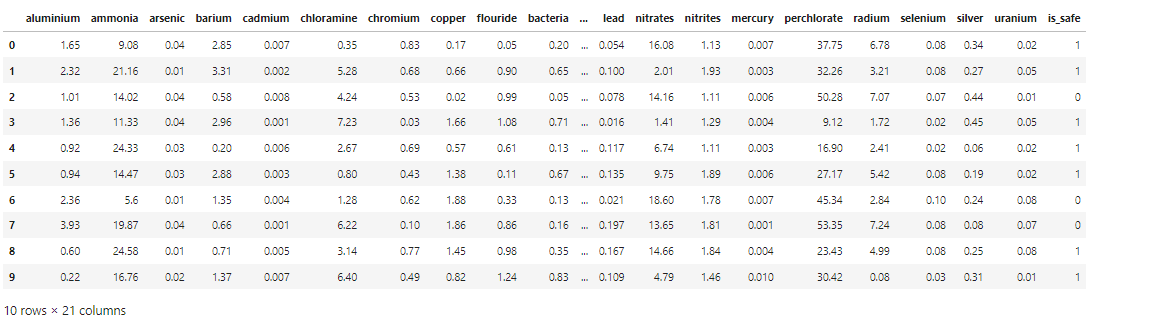 aluminium ammonia arsenic barium cadmium chloramine chromium copper flouride bacteria ... lead nitrates nitrites mercury perchlorate radium selenium silver uranium is_safe
0 1.65 9.08 0.04 2.85 0.007 0.35 0.83 0.17 0.05 0.20 ... 0.054 16.08 1.13 0.007 37.75 6.78 0.08 0.34 0.02 1
1 2.32 21.16 0.01 3.31 0.002 5.28 0.68 0.66 0.90 0.65 ... 0.100 2.01 1.93 0.003 32.26 3.21 0.08 0.27 0.05 1
2 1.01 14.02 0.04 0.58 0.008 4.24 0.53 0.02 0.99 0.05 ... 0.078 14.16 1.11 0.006 50.28 7.07 0.07 0.44 0.01 0
3 1.36 11.33 0.04 2.96 0.001 7.23 0.03 1.66 1.08 0.71 ... 0.016 1.41 1.29 0.004 9.12 1.72 0.02 0.45 0.05 1
4 0.92 24.33 0.03 0.20 0.006 2.67 0.69 0.57 0.61 0.13 ... 0.117 6.74 1.11 0.003 16.90 2.41 0.02 0.06 0.02 1
5 0.94 14.47 0.03 2.88 0.003 0.80 0.43 1.38 0.11 0.67 ... 0.135 9.75 1.89 0.006 27.17 5.42 0.08 0.19 0.02 1
6 2.36 5.6 0.01 1.35 0.004 1.28 0.62 1.88 0.33 0.13 ... 0.021 18.60 1.78 0.007 45.34 2.84 0.10 0.24 0.08 0
7 3.93 19.87 0.04 0.66 0.001 6.22 0.10 1.86 0.86 0.16 ... 0.197 13.65 1.81 0.001 53.35 7.24 0.08 0.08 0.07 0
8 0.60 24.58 0.01 0.71 0.005 3.14 0.77 1.45 0.98 0.35 ... 0.167 14.66 1.84 0.004 23.43 4.99 0.08 0.25 0.08 1
9 0.22 16.76 0.02 1.37 0.007 6.40 0.49 0.82 1.24 0.83 ... 0.109 4.79 1.46 0.010 30.42 0.08 0.03 0.31 0.01 1
10 rows × 21 columns